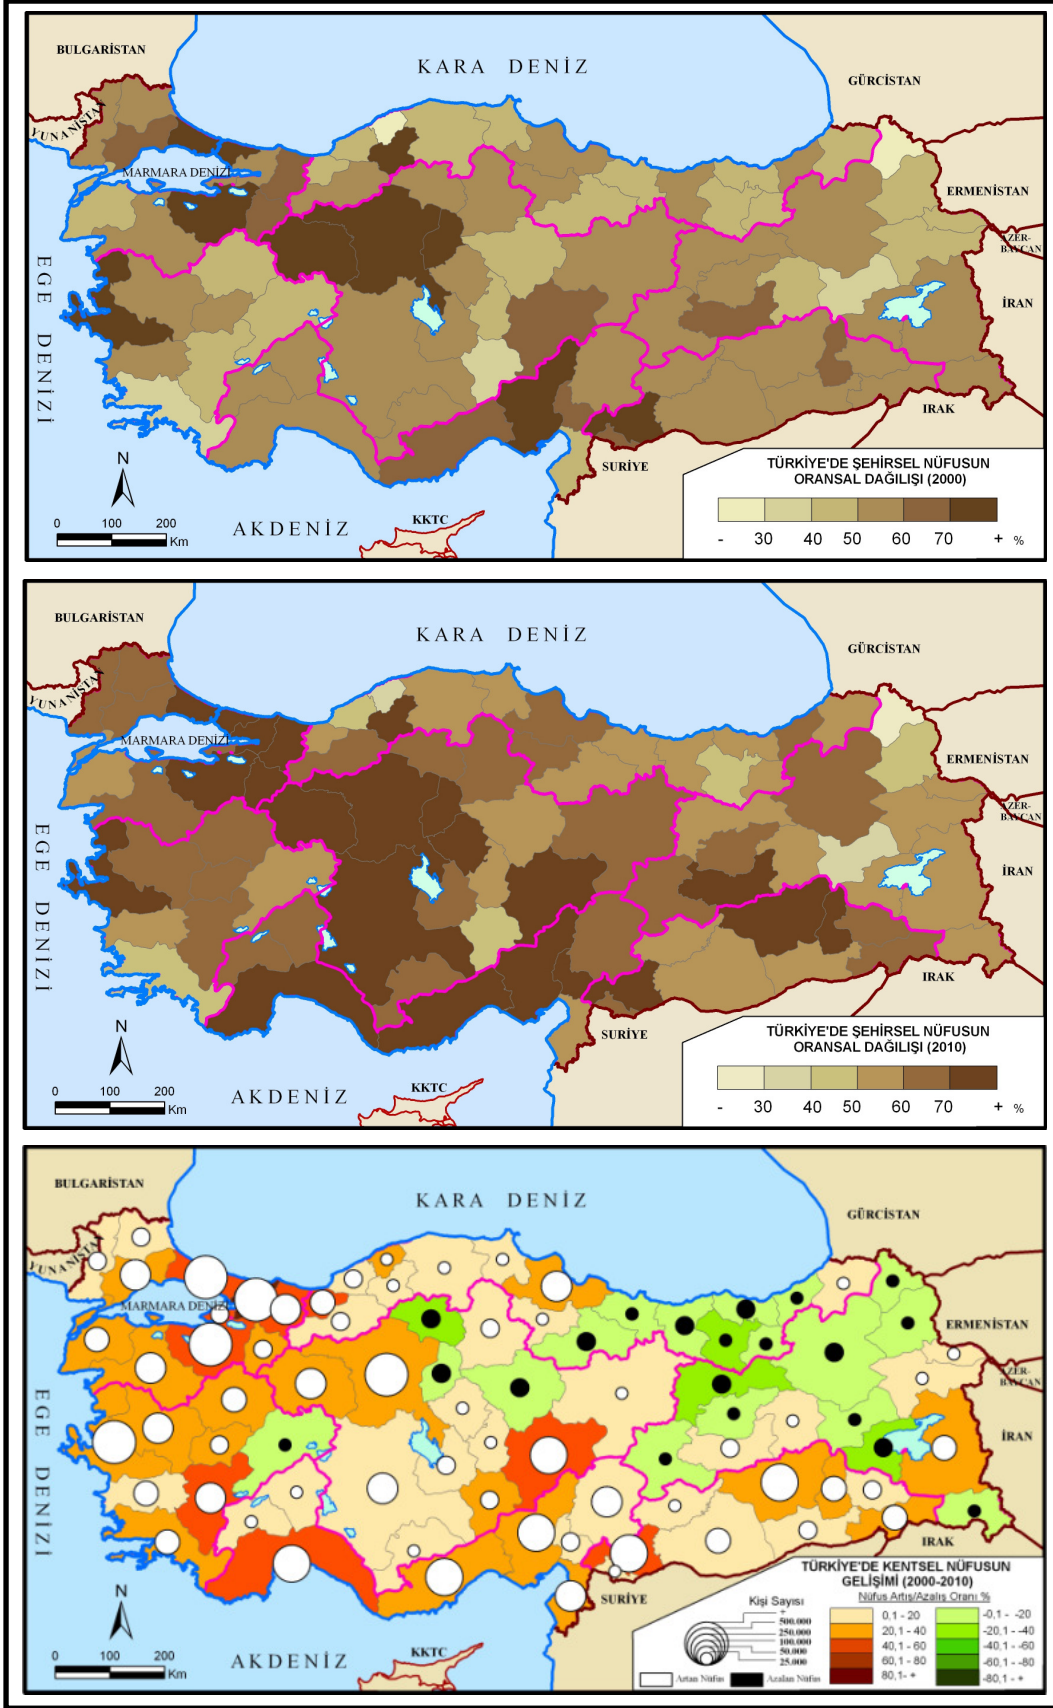 BULGARİSTAN
KARA DENİZ
GÜRCİSTAN
YUNANİSTAN
MARMARA DENİZİ
ERMENİSTAN
AZER-
BAYCAN
EGE DENİZİ
İRAN
IRAK
SURİYE
N
0 100 200
Km
AKDENİZ
KKTC
TÜRKİYE'DE ŞEHİRSEL NÜFUSUN
ORANSAL DAĞILIŞI (2000)
- 30 40 50 60 70 + %
BULGARİSTAN
KARA DENİZ
GÜRCİSTAN
YUNANİSTAN
MARMARA DENİZİ
ERMENİSTAN
AZER-
BAYCAN
EGE DENİZİ
İRAN
IRAK
SURİYE
N
0 100 200
Km
AKDENİZ
KKTC
TÜRKİYE'DE ŞEHİRSEL NÜFUSUN
ORANSAL DAĞILIŞI (2010)
- 30 40 50 60 70 + %
BULGARİSTAN
KARA DENİZ
GÜRCİSTAN
YUNANİSTAN
MARMARA DENİZİ
ERMENİSTAN
AZER-
BAYCAN
EGE DENİZİ
İRAN
IRAK
SURİYE
N
0 100 200
Km
AKDENİZ
KKTC
TÜRKİYE'DE KENTSEL NÜFUSUN
GELİŞİMİ (2000-2010)
Kişi Sayısı
+
500.000
250.000
100.000
50.000
25.000
Artan Nüfus
Azalan Nüfus
Nüfus Artış/Azalış Oranı %
0,1 - 20
20,1 - 40
40,1 - 60
60,1 - 80
80,1- +
-0,1 - -20
-20,1 - -40
-40,1 - -60
-60,1 - -80
-80,1 - +